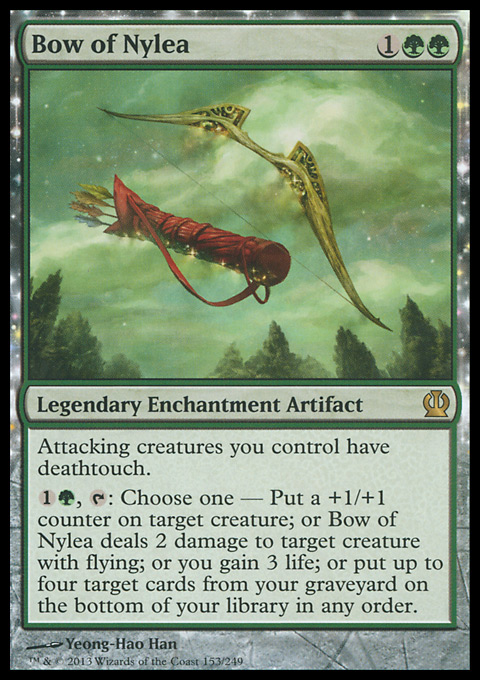 Bow of Nylea 1
Legendary Enchantment Artifact
Attacking creatures you control have
deathtouch.
1 , : Choose one — Put a +1/+1
counter on target creature; or Bow of
Nylea deals 2 damage to target creature
with flying; or you gain 3 life; or put up to
four target cards from your graveyard on
the bottom of your library in any order.
Yeong-Hao Han
™ & © 2013 Wizards of the Coast 153/249